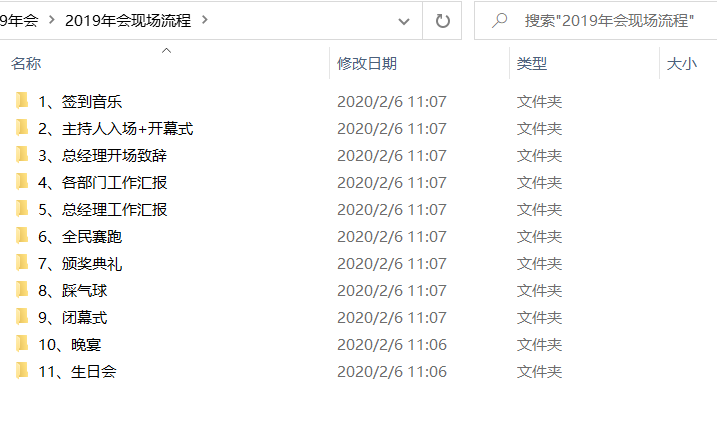 9年会 > 2019年会现场流程 > 搜索"2019年会现场流程"
名称 修改日期 类型 大小
1、签到音乐 2020/2/6 11:07 文件夹
2、主持人入场+开幕式 2020/2/6 11:07 文件夹
3、总经理开场致辞 2020/2/6 11:07 文件夹
4、各部门工作汇报 2020/2/6 11:07 文件夹
5、总经理工作汇报 2020/2/6 11:07 文件夹
6、全民赛跑 2020/2/6 11:07 文件夹
7、颁奖典礼 2020/2/6 11:07 文件夹
8、踩气球 2020/2/6 11:07 文件夹
9、闭幕式 2020/2/6 11:07 文件夹
10、晚宴 2020/2/6 11:06 文件夹
11、生日会 2020/2/6 11:06 文件夹